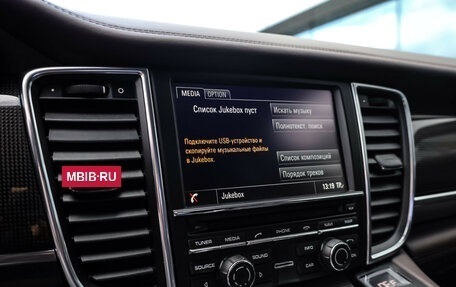 MEDIA OPTION
Список Jukebox пуст
Искать музыку
Полнотекст. поиск
Подключите USB-устройство и
скопируйте музыкальные файлы
в Jukebox.
Список композиций
Порядок треков
Jukebox
13:19
MBIB·RU
TUNER MEDIA PHONE NAV
SOURCE SOUND CAR INFO